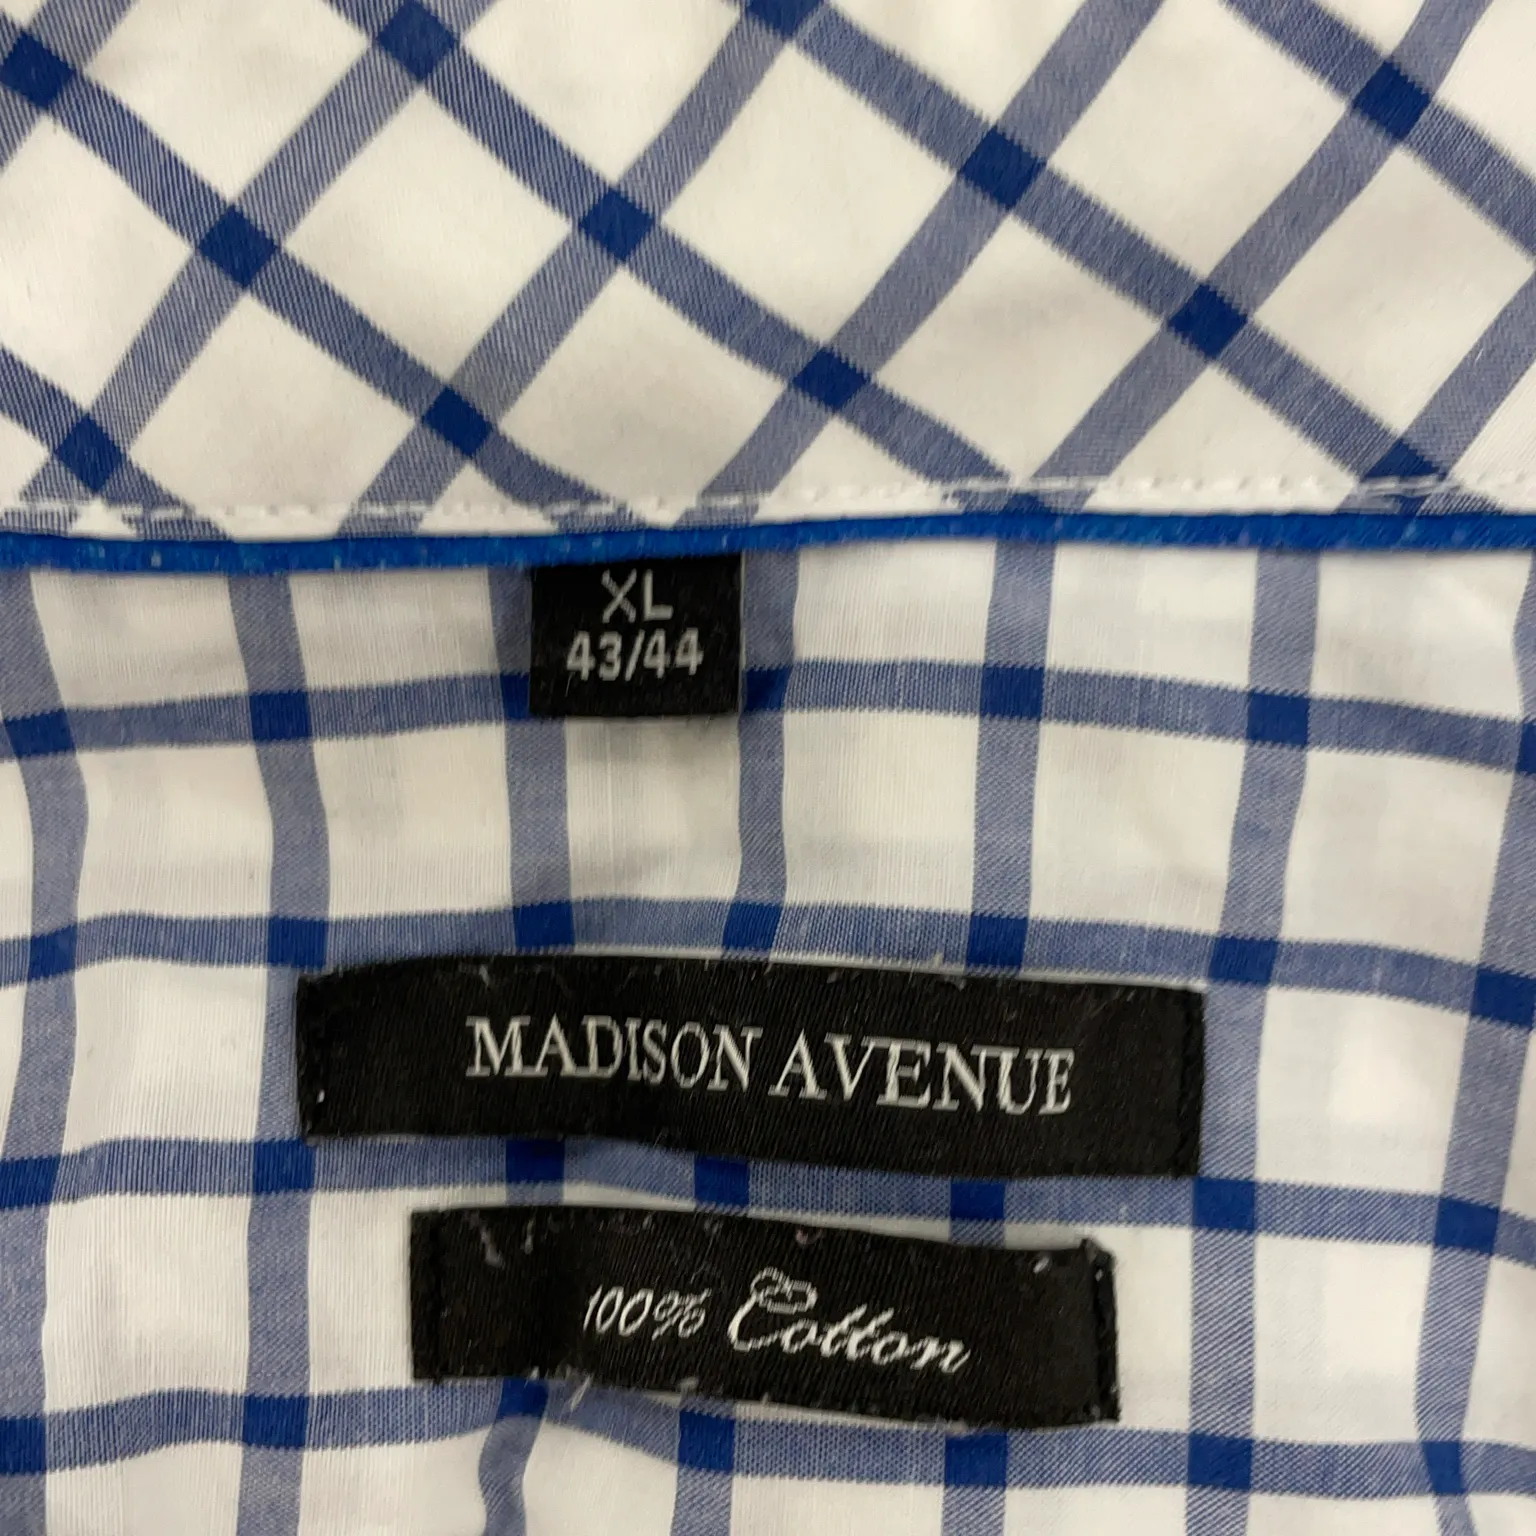 XL
43/44
MADISON AVENUE
100% Cotton